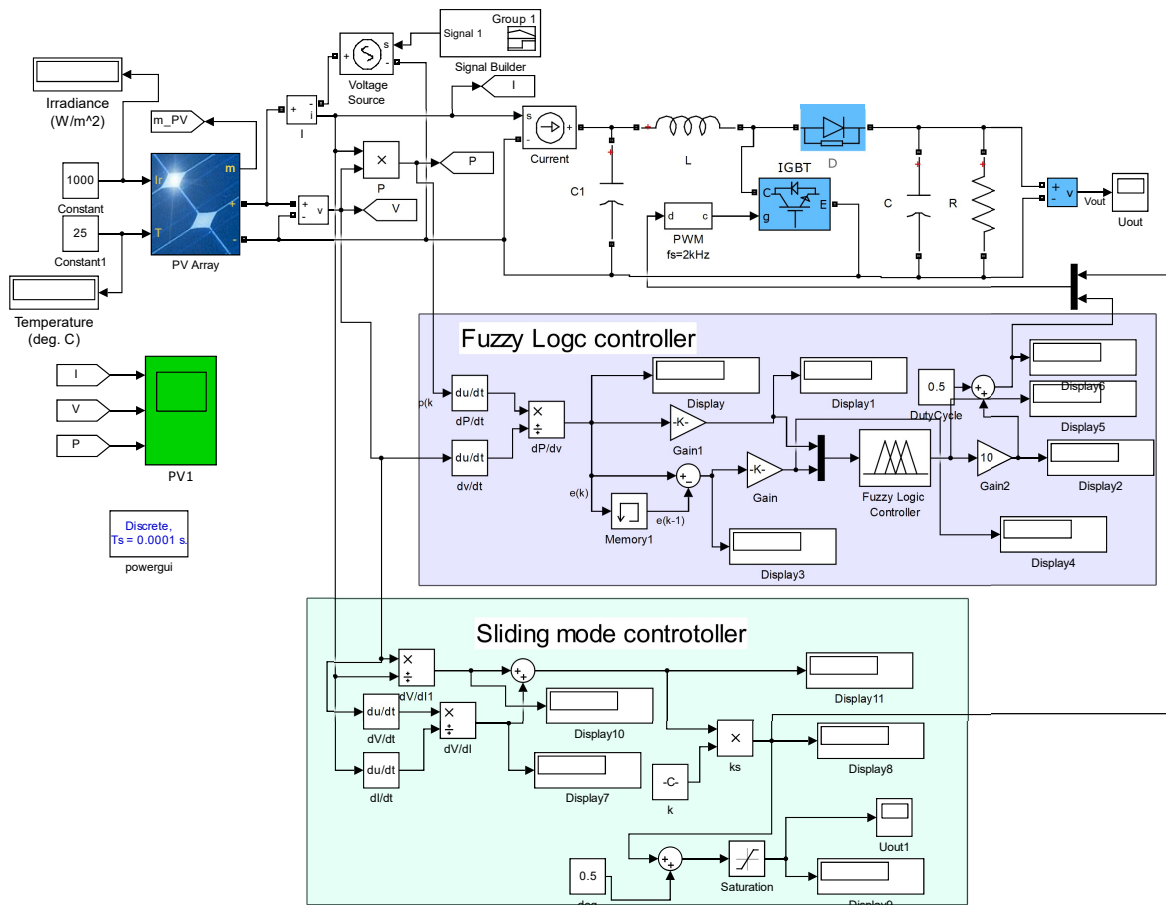 Group 1
Signal 1
Signal Builder
s
+
-
Voltage
Source
Irradiance
(W/m^2)
m_PV
I
+
-
i
I
s
-
+
Current
L
D
IGBT
C
E
g
C1
C
R
+
-
v
Vout
Uout
1000
Constant
Ir
m
+
T
-
PV Array
25
Constant1
×
P
P
+
-
v
V
d
c
PWM
fs=2kHz
Temperature
(deg. C)
I
V
P
PV1
Discrete,
Ts = 0.0001 s.
powergui
Fuzzy Logc controller
p(k
du/dt
dP/dt
du/dt
dv/dt
×
÷
dP/dv
Display
-K-
Gain1
Display1
0.5
DutyCycle
+
+
Display6
Display5
e(k)
Memory1
e(k-1)
+
−
-K-
Gain
Fuzzy Logic
Controller
10
Gain2
Display2
Display3
Display4
Sliding mode controtoller
×
÷
dV/dI1
+
+
Display11
du/dt
dV/dt
×
÷
dV/dI
Display10
du/dt
dI/dt
Display7
×
ks
Display8
-C-
k
Uout1
+
+
Saturation
0.5